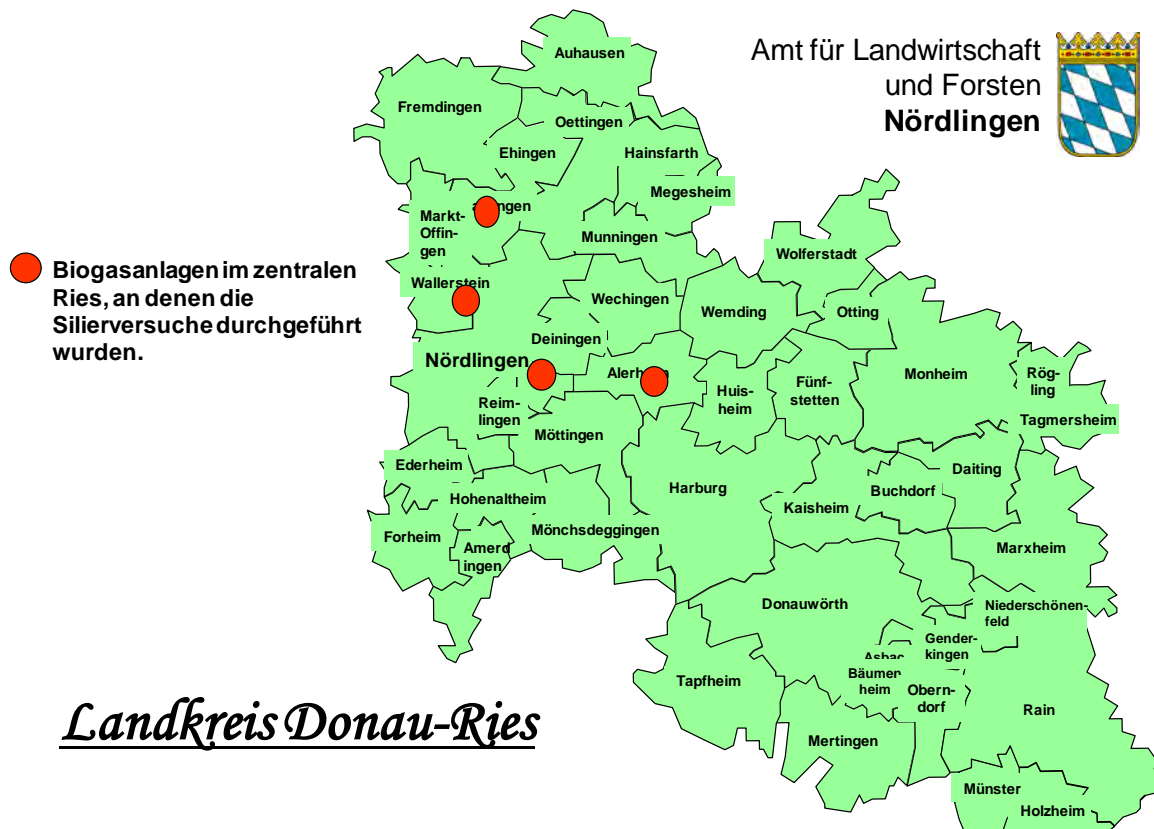 Amt für Landwirtschaft
und Forsten
Nördlingen
Auhausen
Fremdingen
Oettingen
Ehingen
Hainsfarth
Megesheim
Markt-
Offin-
gen
Munningen
Wolferstadt
Biogasanlagen im zentralen
Ries, an denen die
Silierversuche durchgeführt
wurden.
Wallerstein
Wechingen
Wemding
Otting
Deiningen
Nördlingen
Huis-
heim
Fünf-
stetten
Monheim
Rög-
ling
Tagmersheim
Reim-
lingen
Möttingen
Ederheim
Harburg
Daiting
Buchdorf
Kaisheim
Hohenaltheim
Mönchsdeggingen
Forheim
Amerd
ingen
Marxheim
Donauwörth
Niederschönen-
feld
Gender-
kingen
Tapfheim
Bäumen
heim
Obern-
dorf
Rain
Landkreis Donau-Ries
Mertingen
Münster
Holzheim